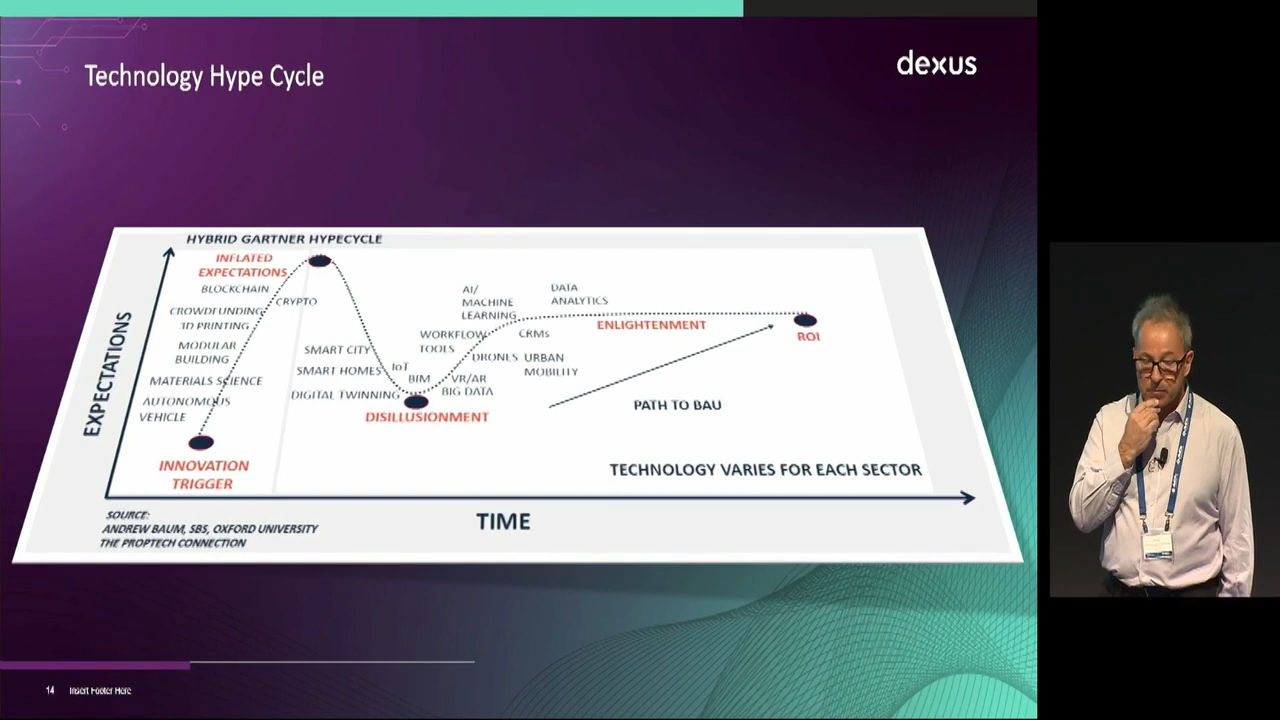 Technology Hype Cycle
dexus
HYBRID GARTNER HYPECYCLE
INFLATED
EXPECTATIONS
BLOCKCHAIN
CRYPTO
CROWDFUNDING
3D PRINTING
MODULAR
BUILDING
MATERIALS SCIENCE
AUTONOMOUS
VEHICLE
INNOVATION
TRIGGER
SMART CITY
SMART HOMES
DIGITAL TWINNING
IoT
BIM
DISILLUSIONMENT
AI/
MACHINE
LEARNING
WORKFLOW
TOOLS
DRONES
VR/AR
BIG DATA
DATA
ANALYTICS
CRMs
URBAN
MOBILITY
ENLIGHTENMENT
ROI
PATH TO BAU
TECHNOLOGY VARIES FOR EACH SECTOR
EXPECTATIONS
TIME
SOURCE:
ANDREW BAUM, SBS, OXFORD UNIVERSITY
THE PROPTECH CONNECTION
14 Insert Footer Here